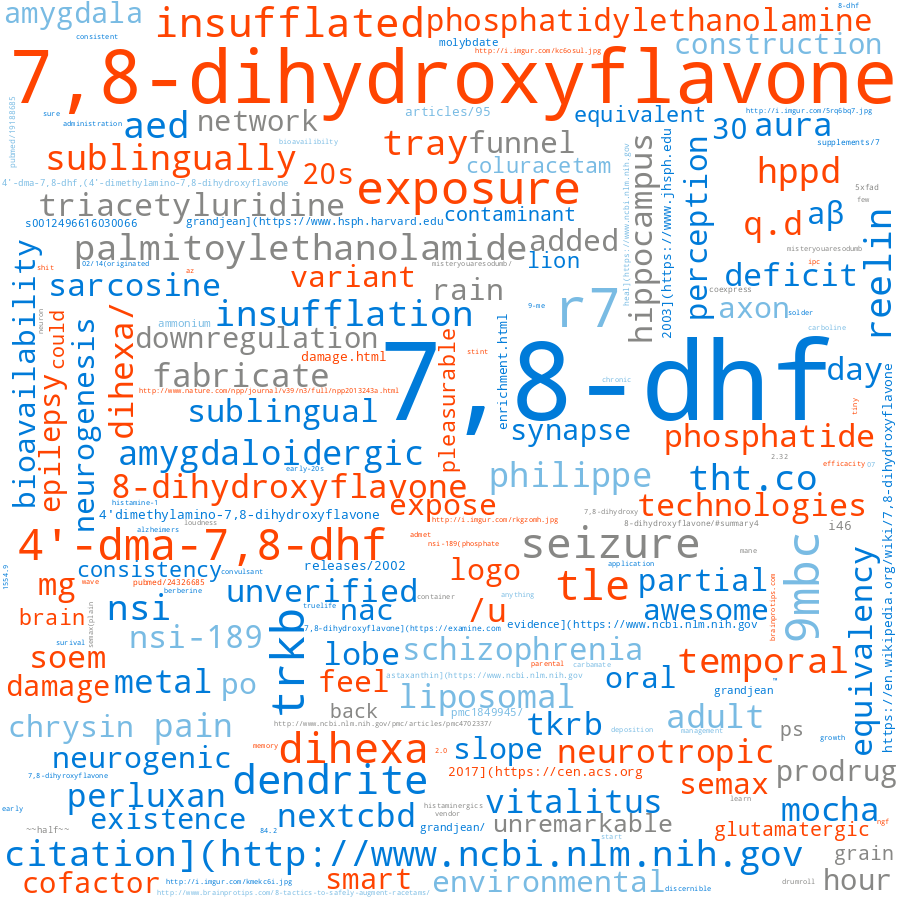 amygdala
insufflated
phosphatidylethanolamine
8-dhf
consistent
molybdate
http://i.imgur.com/kc6osul.jpg
construction
7,8-dihydroxyflavone
pubmed/19188685
sure
administration
aed
network
articles/95
equivalent
http://i.imgur.com/5rq6bq7.jpg
30
aura
bioavailibilty
tray
funnel
supplements/7
sublingually
20s
coluracetam
hppd
4'-dma-7,8-dhf,(4'-dimethylamino-7,8-dihydroxyflavone
exposure
hippocampus
heal](https://www.ncbi.nlm.nih.gov
2003](https://www.jhsph.edu
perception
5xfad
few
triacetyluridine
s0012496616030066
grandjean](https://www.hsph.harvard.edu
contaminant
q.d
aβ
reelin
palmitoylethanolamide
added
misteryouaresodumb
02/14(originated
az
misteryouaresodumb/
lion
ipc
shit
bioavailability
sarcosine
variant
rain
deficit
coexpress
9-me
r7
axon
solder
neuron
could
ammonium
insufflation
carboline
neurogenesis
dihexa/
downregulation
damage.html
pleasurable
stint
enrichment.html
7,8-dhf
day
epilepsy
fabricate
http://www.nature.com/npp/journal/v39/n3/full/npp2013243a.html
chronic
https://en.wikipedia.org/wiki/7,8-dihydroxyflavone
sublingual
synapse
phosphatide
tiny
amygdaloidergic
early-20s
2.32
efficacity
07
8-dihydroxyflavone
philippe
tht.co
histamine-1
4'dimethylamino-7,8-dihydroxyflavone
expose
7,8-dihydroxy
technologies
alzheimers
loudness
http://i.imgur.com/rkgzomh.jpg
8-dihydroxyflavone/#summary4
i46
4'-dma-7,8-dhf
admet
nsi-189(phosphate
seizure
mane
9mbc
1554.9
consistency
convulsant
releases/2002
logo
application
mg
wave
pubmed/24326685
berberine
unverified
container
tle
partial
brainprotips.com
equivalency
brain
semax(plain
nsi
truelife
nac
/u
anything
awesome
surival
nsi-189
trkb
7,8-dihydroxyflavone](https://examine.com
evidence](https://www.ncbi.nlm.nih.gov
soem
lobe
schizophrenia
parental
carbamate
temporal
damage
metal
po
feel
astaxanthin](https://www.ncbi.nlm.nih.gov
oral
grandjean
liposomal
chrysin
pain
back
pmc1849945/
tkrb
adult
http://www.ncbi.nlm.nih.gov/pmc/articles/pmc4702337/
deposition
management
ps
growth
neurogenic
memory
dihexa
2.0
slope
neurotropic
7,8-dihyroxyflavone
dendrite
2017](https://cen.acs.org
semax
prodrug
early
perluxan
existence
nextcbd
histaminergics
vendor
vitalitus
learn
mocha
~~half~~
84.2
grandjean/
unremarkable
start
glutamatergic
ngf
citation](http://www.ncbi.nlm.nih.gov
grain
cofactor
http://i.imgur.com/kmekc6i.jpg
smart
environmental
discernible
drumroll
hour
http://www.brainprotips.com/8-tactics-to-safely-augment-racetams/